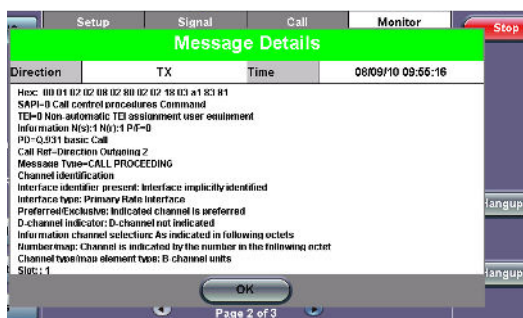 Setup Signal Call Monitor
Stop
Message Details
Direction TX Time 08/09/10 09:55:16
Hex: 00 01 02 02 08 02 80 02 02 18 03 a1 83 81
SAPI=0 Call control procedures Command
TEI=0 Non-automatic TEI assignment user equipment
Information N(s):1 N(r):1 P/F=0
PD=Q.931 basic Call
Call Ref=Direction Outgoing 2
Message Type=CALL PROCEEDING
Channel identification
Interface identifier present: Interface implicitly identified
Interface type: Primary Rate Interface
Preferred/Exclusive: Indicated channel is preferred
D-channel indicator: D-channel not indicated
Information channel selection: As indicated in following octets
Number/map: Channel is indicated by the number in the following octet
Channel type/map element type: B-channel units
Slot: : 1
Hangup
Hangup
OK
Page 2 of 3